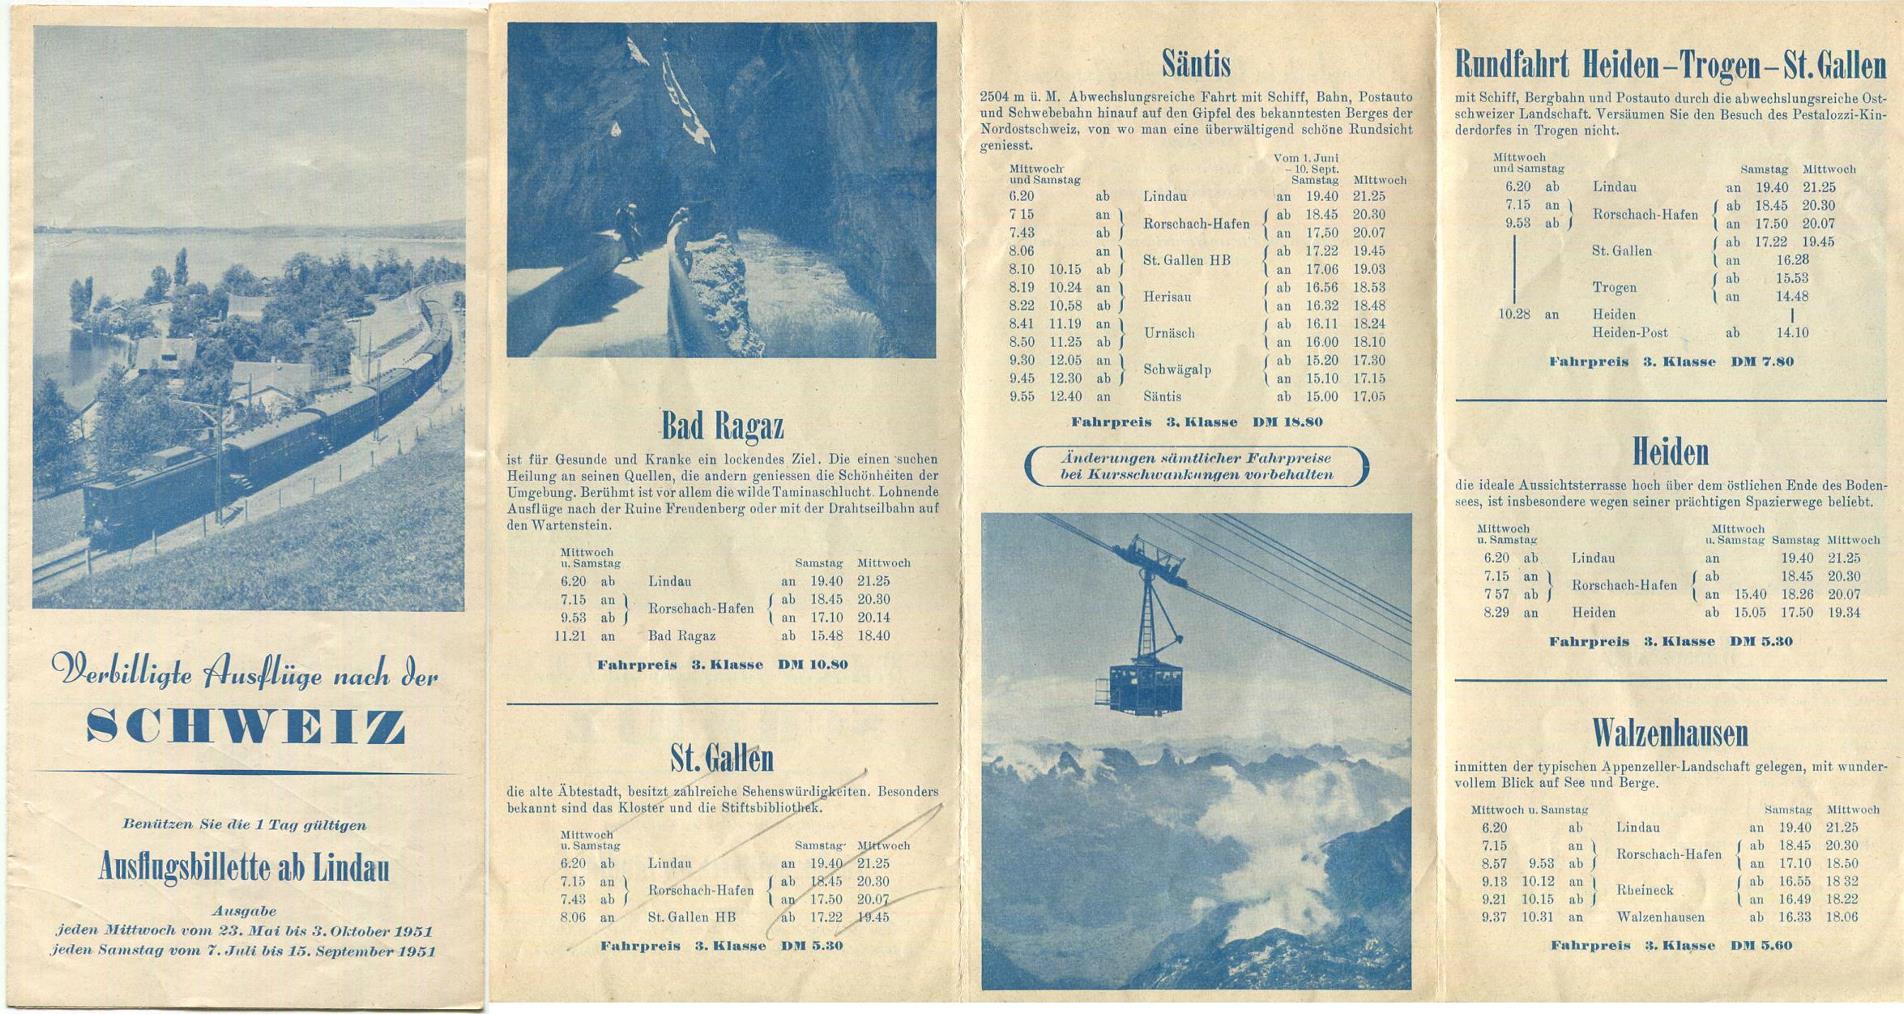 Verbilligte Ausflüge nach der
SCHWEIZ
Benützen Sie die 1 Tag gültigen
Ausflugsbillette ab Lindau
Ausgabe
jeden Mittwoch vom 23. Mai bis 3. Oktober 1951
jeden Samstag vom 7. Juli bis 15. September 1951
Bad Ragaz
ist für Gesunde und Kranke ein lockendes Ziel. Die einen suchen
Heilung an seinen Quellen, die andern geniessen die Schönheiten der
Umgebung. Berühmt ist vor allem die wilde Taminaschlucht. Lohnende
Ausflüge nach der Ruine Freudenberg oder mit der Drahtseilbahn auf
den Wartenstein.
Mittwoch
u. Samstag Samstag Mittwoch
6.20 ab Lindau an 19.40 21.25
7.15 an } Rorschach-Hafen { ab 18.45 20.30
9.53 ab } { an 17.10 20.14
11.21 an Bad Ragaz ab 15.48 18.40
Fahrpreis 3. Klasse DM 10.80
St. Gallen
die alte Äbtestadt, besitzt zahlreiche Sehenswürdigkeiten. Besonders
bekannt sind das Kloster und die Stiftsbibliothek.
Mittwoch
u. Samstag Samstag Mittwoch
6.20 ab Lindau an 19.40 21.25
7.15 an } Rorschach-Hafen { ab 18.45 20.30
7.43 ab } { an 17.50 20.07
8.06 an St. Gallen HB ab 17.22 19.45
Fahrpreis 3. Klasse DM 5.30
Säntis
2504 m ü. M. Abwechslungsreiche Fahrt mit Schiff, Bahn, Postauto
und Schwebebahn hinauf auf den Gipfel des bekanntesten Berges der
Nordostschweiz, von wo man eine überwältigend schöne Rundsicht
geniesst.
Vom 1. Juni
Mittwoch – 10. Sept.
und Samstag Samstag Mittwoch
6.20 ab Lindau an 19.40 21.25
7 15 an } Rorschach-Hafen { ab 18.45 20.30
7.43 ab } { an 17.50 20.07
8.06 an } St. Gallen HB { ab 17.22 19.45
8.10 10.15 ab } { an 17.06 19.03
8.19 10.24 an } Herisau { ab 16.56 18.53
8.22 10.58 ab } { an 16.32 18.48
8.41 11.19 an } Urnäsch { ab 16.11 18.24
8.50 11.25 ab } { an 16.00 18.10
9.30 12.05 an } Schwägalp { ab 15.20 17.30
9.45 12.30 ab } { an 15.10 17.15
9.55 12.40 an Säntis ab 15.00 17.05
Fahrpreis 3. Klasse DM 18.80
Änderungen sämtlicher Fahrpreise
bei Kursschwankungen vorbehalten
Rundfahrt Heiden – Trogen – St. Gallen
mit Schiff, Bergbahn und Postauto durch die abwechslungsreiche Ost-
schweizer Landschaft. Versäumen Sie den Besuch des Pestalozzi-Kin-
derdorfes in Trogen nicht.
Mittwoch
und Samstag Samstag Mittwoch
6.20 ab Lindau an 19.40 21.25
7.15 an } Rorschach-Hafen { ab 18.45 20.30
9.53 ab } { an 17.50 20.07
St. Gallen { ab 17.22 19.45
{ an 16.28
Trogen { ab 15.53
{ an 14.48
10.28 an Heiden
Heiden-Post ab 14.10
Fahrpreis 3. Klasse DM 7.80
Heiden
die ideale Aussichtsterrasse hoch über dem östlichen Ende des Boden-
sees, ist insbesondere wegen seiner prächtigen Spazierwege beliebt.
Mittwoch Mittwoch
u. Samstag u. Samstag Samstag Mittwoch
6.20 ab Lindau an 19.40 21.25
7.15 an } Rorschach-Hafen { ab 18.45 20.30
7 57 ab } { an 15.40 18.26 20.07
8.29 an Heiden ab 15.05 17.50 19.34
Fahrpreis 3. Klasse DM 5.30
Walzenhausen
inmitten der typischen Appenzeller-Landschaft gelegen, mit wunder-
vollem Blick auf See und Berge.
Mittwoch u. Samstag Samstag Mittwoch
6.20 ab Lindau an 19.40 21.25
7.15 an } Rorschach-Hafen { ab 18.45 20.30
8.57 9.53 ab } { an 17.10 18.50
9.13 10.12 an } Rheineck { ab 16.55 18 32
9.21 10.15 ab } { an 16.49 18.22
9.37 10.31 an Walzenhausen ab 16.33 18.06
Fahrpreis 3. Klasse DM 5.60